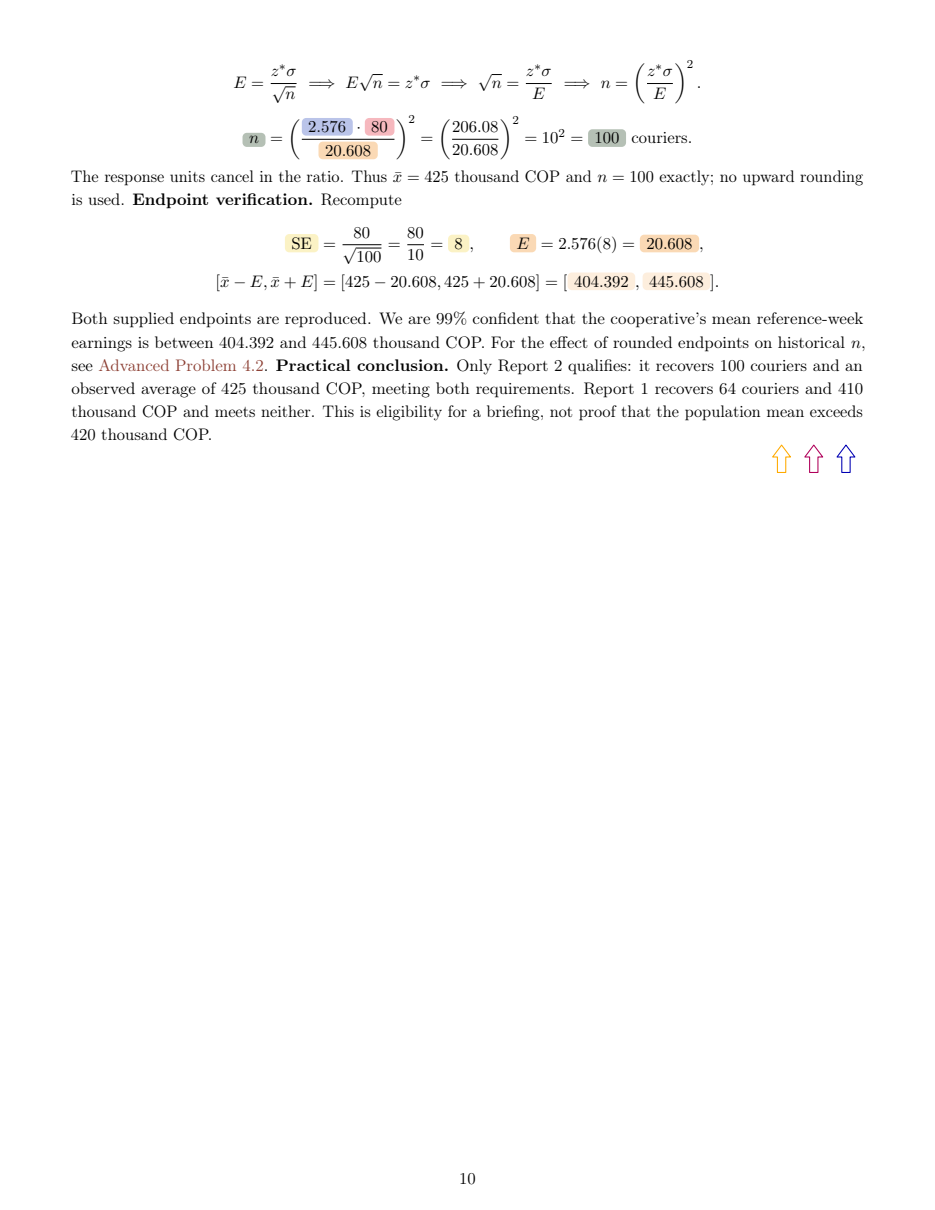 E = z*σ/√n ⟹ E√n = z*σ ⟹ √n = z*σ/E ⟹ n = (z*σ/E)².
n = (2.576 · 80/20.608)² = (206.08/20.608)² = 10² = 100 couriers.
The response units cancel in the ratio. Thus x̄ = 425 thousand COP and n = 100 exactly; no upward rounding
is used. Endpoint verification. Recompute
SE = 80/√100 = 80/10 = 8, E = 2.576(8) = 20.608,
[x̄ − E, x̄ + E] = [425 − 20.608, 425 + 20.608] = [404.392, 445.608].
Both supplied endpoints are reproduced. We are 99% confident that the cooperative's mean reference-week
earnings is between 404.392 and 445.608 thousand COP. For the effect of rounded endpoints on historical n,
see Advanced Problem 4.2. Practical conclusion. Only Report 2 qualifies: it recovers 100 couriers and an
observed average of 425 thousand COP, meeting both requirements. Report 1 recovers 64 couriers and 410
thousand COP and meets neither. This is eligibility for a briefing, not proof that the population mean exceeds
420 thousand COP.
10